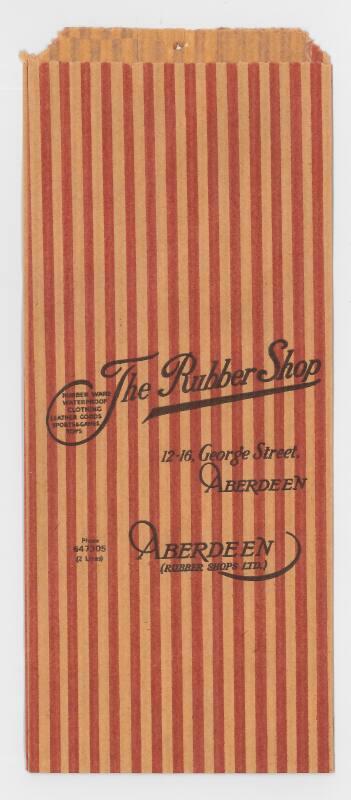 The Rubber Shop
RUBBER WARE
WATERPROOF
CLOTHING
LEATHER GOODS
SPORTS & GAMES
TOYS
12-16, George Street,
ABERDEEN
Phone
647305
(2 Lines)
ABERDEEN
(RUBBER SHOPS LTD.)